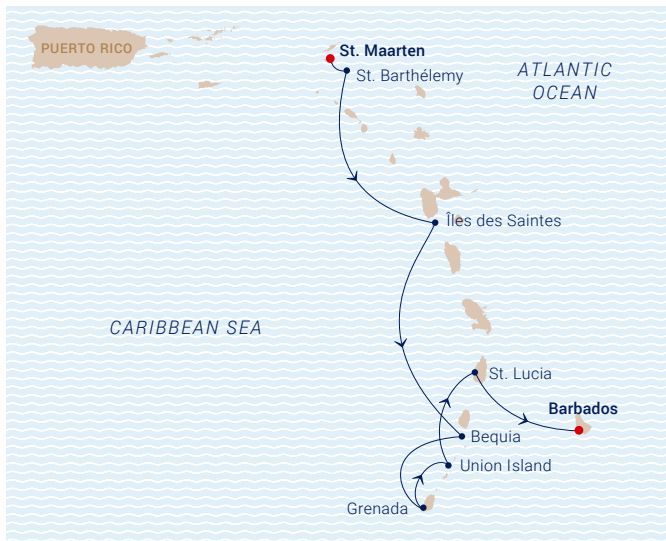 PUERTO RICO
St. Maarten
St. Barthélemy
ATLANTIC
OCEAN
Îles des Saintes
CARIBBEAN SEA
St. Lucia
Barbados
Bequia
Union Island
Grenada